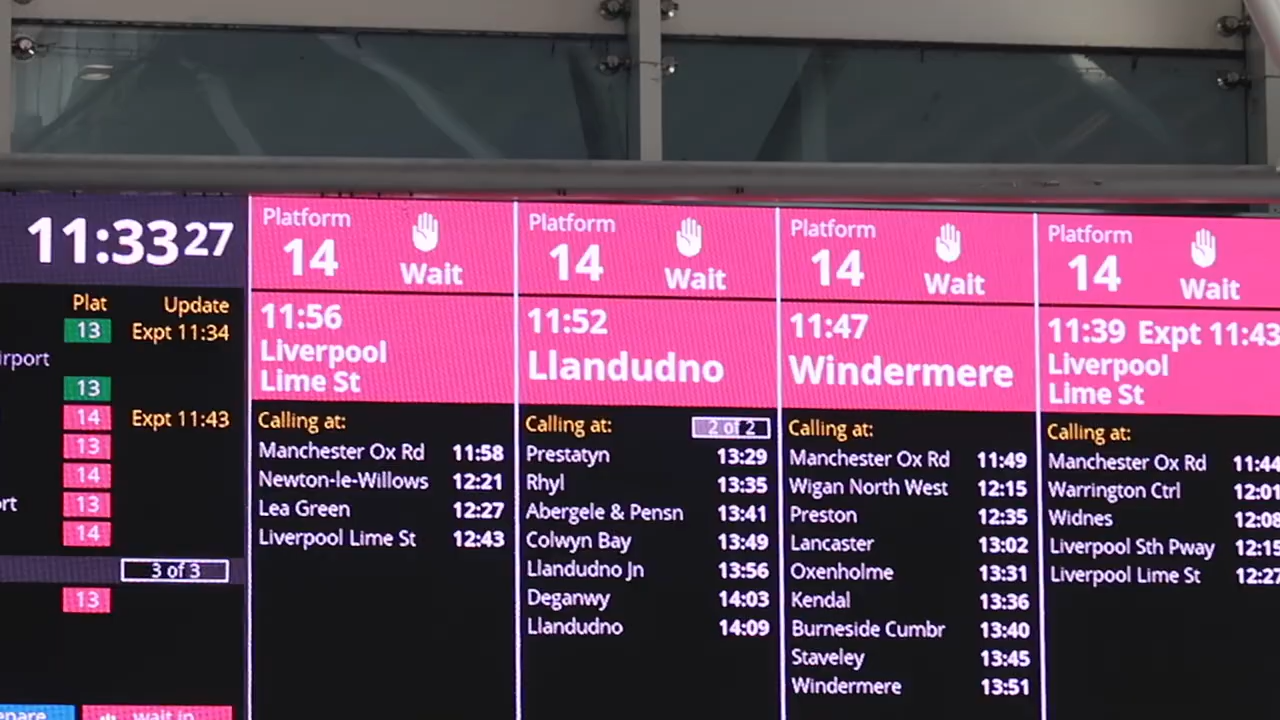 11:33 27
Plat Update
13 Expt 11:34
irport
13
14 Expt 11:43
13
14
rt 13
14
3 of 3
13
epare
wait in
Platform
14 Wait
11:56
Liverpool
Lime St
Calling at:
Manchester Ox Rd 11:58
Newton-le-Willows 12:21
Lea Green 12:27
Liverpool Lime St 12:43
Platform
14 Wait
11:52
Llandudno
Calling at: 2 of 2
Prestatyn 13:29
Rhyl 13:35
Abergele & Pensn 13:41
Colwyn Bay 13:49
Llandudno Jn 13:56
Deganwy 14:03
Llandudno 14:09
Platform
14 Wait
11:47
Windermere
Calling at:
Manchester Ox Rd 11:49
Wigan North West 12:15
Preston 12:35
Lancaster 13:02
Oxenholme 13:31
Kendal 13:36
Burneside Cumbr 13:40
Staveley 13:45
Windermere 13:51
Platform
14 Wait
11:39 Expt 11:43
Liverpool
Lime St
Calling at:
Manchester Ox Rd 11:44
Warrington Ctrl 12:01
Widnes 12:08
Liverpool Sth Pway 12:15
Liverpool Lime St 12:27